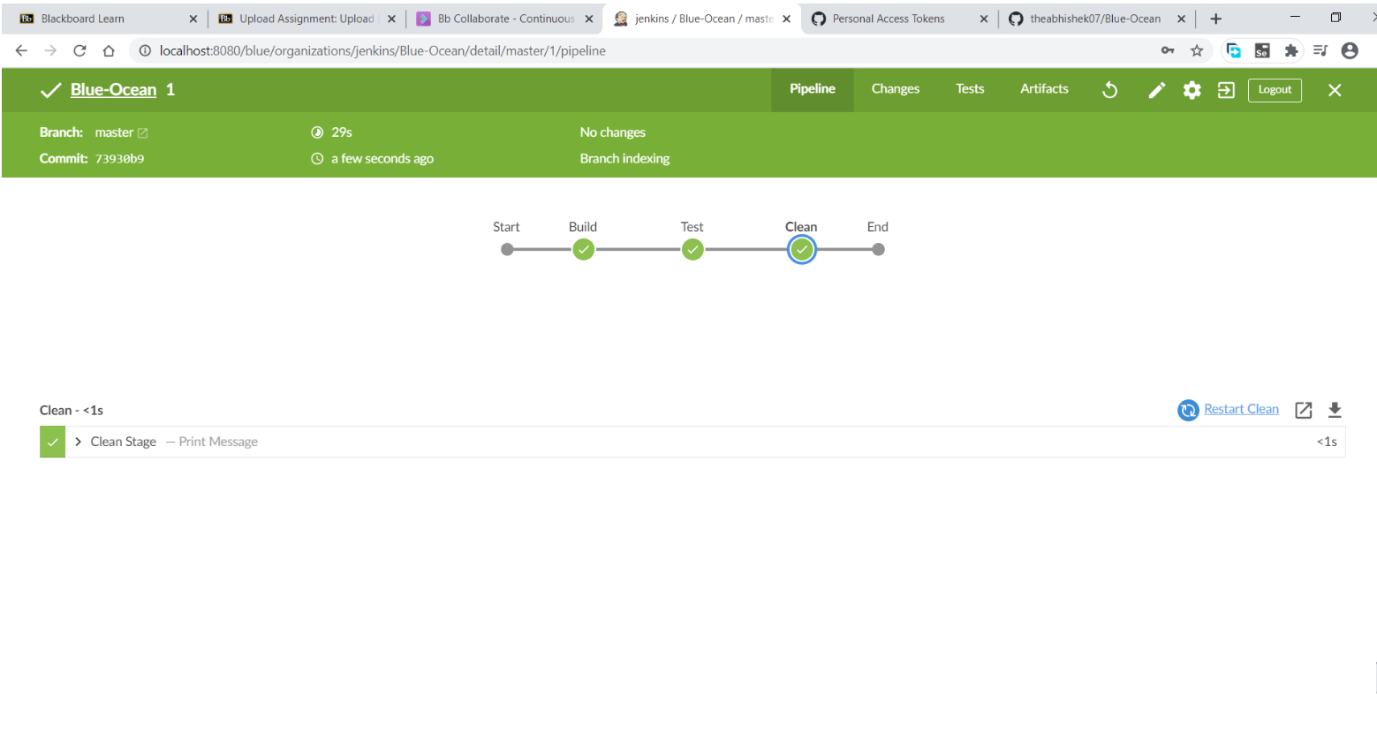 Blackboard Learn
Upload Assignment: Upload
Bb Collaborate - Continuous
jenkins / Blue-Ocean / maste
Personal Access Tokens
theabhishek07/Blue-Ocean
localhost:8080/blue/organizations/jenkins/Blue-Ocean/detail/master/1/pipeline
Blue-Ocean 1
Pipeline Changes Tests Artifacts Logout
Branch: master 29s No changes
Commit: 73930b9 a few seconds ago Branch indexing
Start Build Test Clean End
Clean - <1s Restart Clean
Clean Stage — Print Message <1s